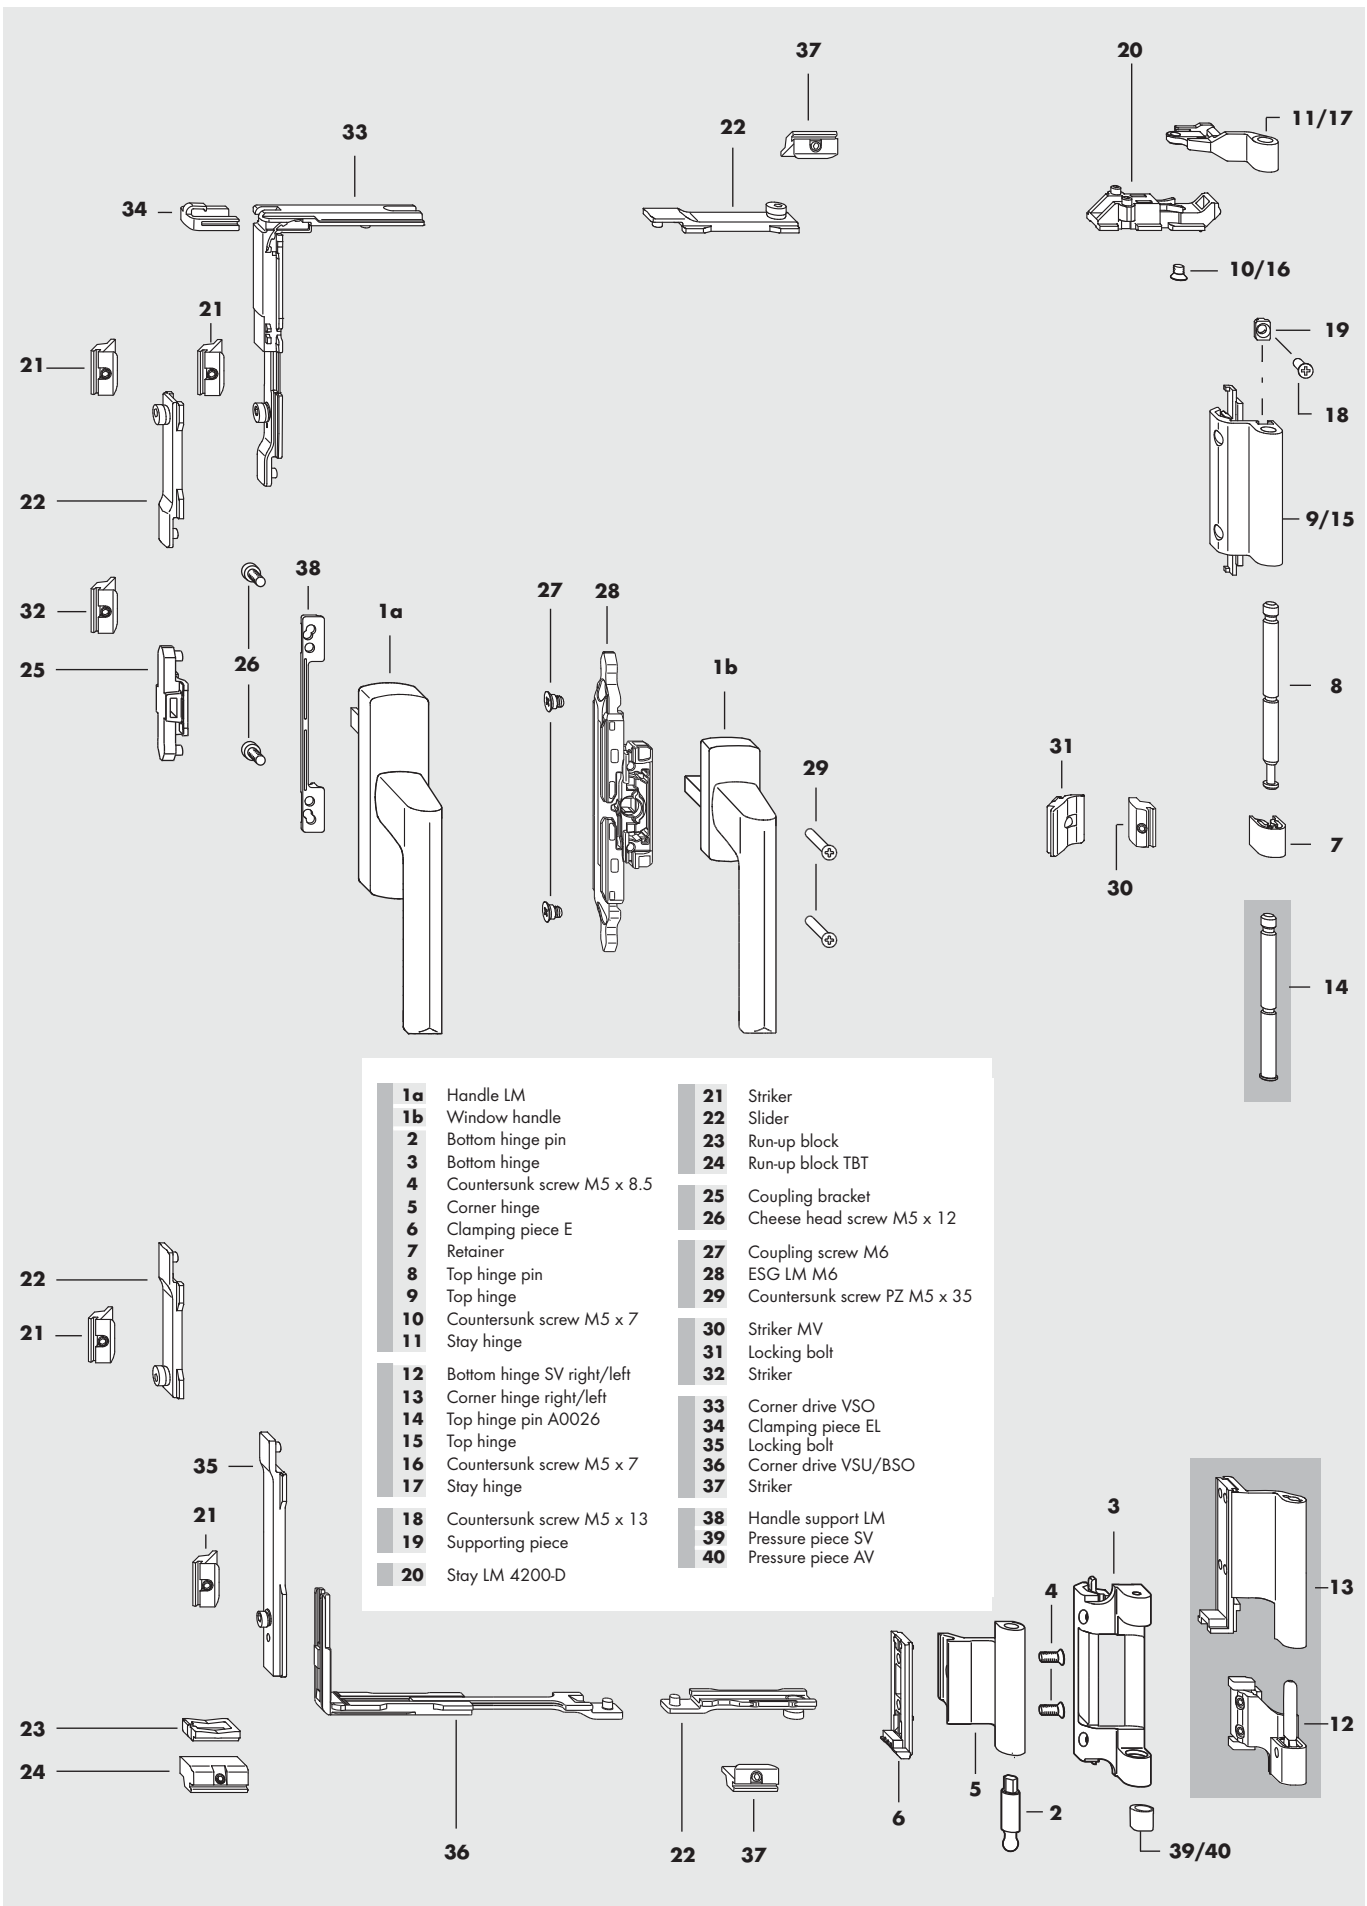 37
20
11/17
33
22
34
10/16
21
19
21
18
22
9/15
38
27
28
1a
32
26
25
1b
8
31
29
7
30
14
1a Handle LM
1b Window handle
2 Bottom hinge pin
3 Bottom hinge
4 Countersunk screw M5 x 8.5
5 Corner hinge
6 Clamping piece E
7 Retainer
8 Top hinge pin
9 Top hinge
10 Countersunk screw M5 x 7
11 Stay hinge
12 Bottom hinge SV right/left
13 Corner hinge right/left
14 Top hinge pin A0026
15 Top hinge
16 Countersunk screw M5 x 7
17 Stay hinge
18 Countersunk screw M5 x 13
19 Supporting piece
20 Stay LM 4200-D
21 Striker
22 Slider
23 Run-up block
24 Run-up block TBT
25 Coupling bracket
26 Cheese head screw M5 x 12
27 Coupling screw M6
28 ESG LM M6
29 Countersunk screw PZ M5 x 35
30 Striker MV
31 Locking bolt
32 Striker
33 Corner drive VSO
34 Clamping piece EL
35 Locking bolt
36 Corner drive VSU/BSO
37 Striker
38 Handle support LM
39 Pressure piece SV
40 Pressure piece AV
22
21
35
21
3
13
4
23
12
24
5
6
2
36
22
37
39/40